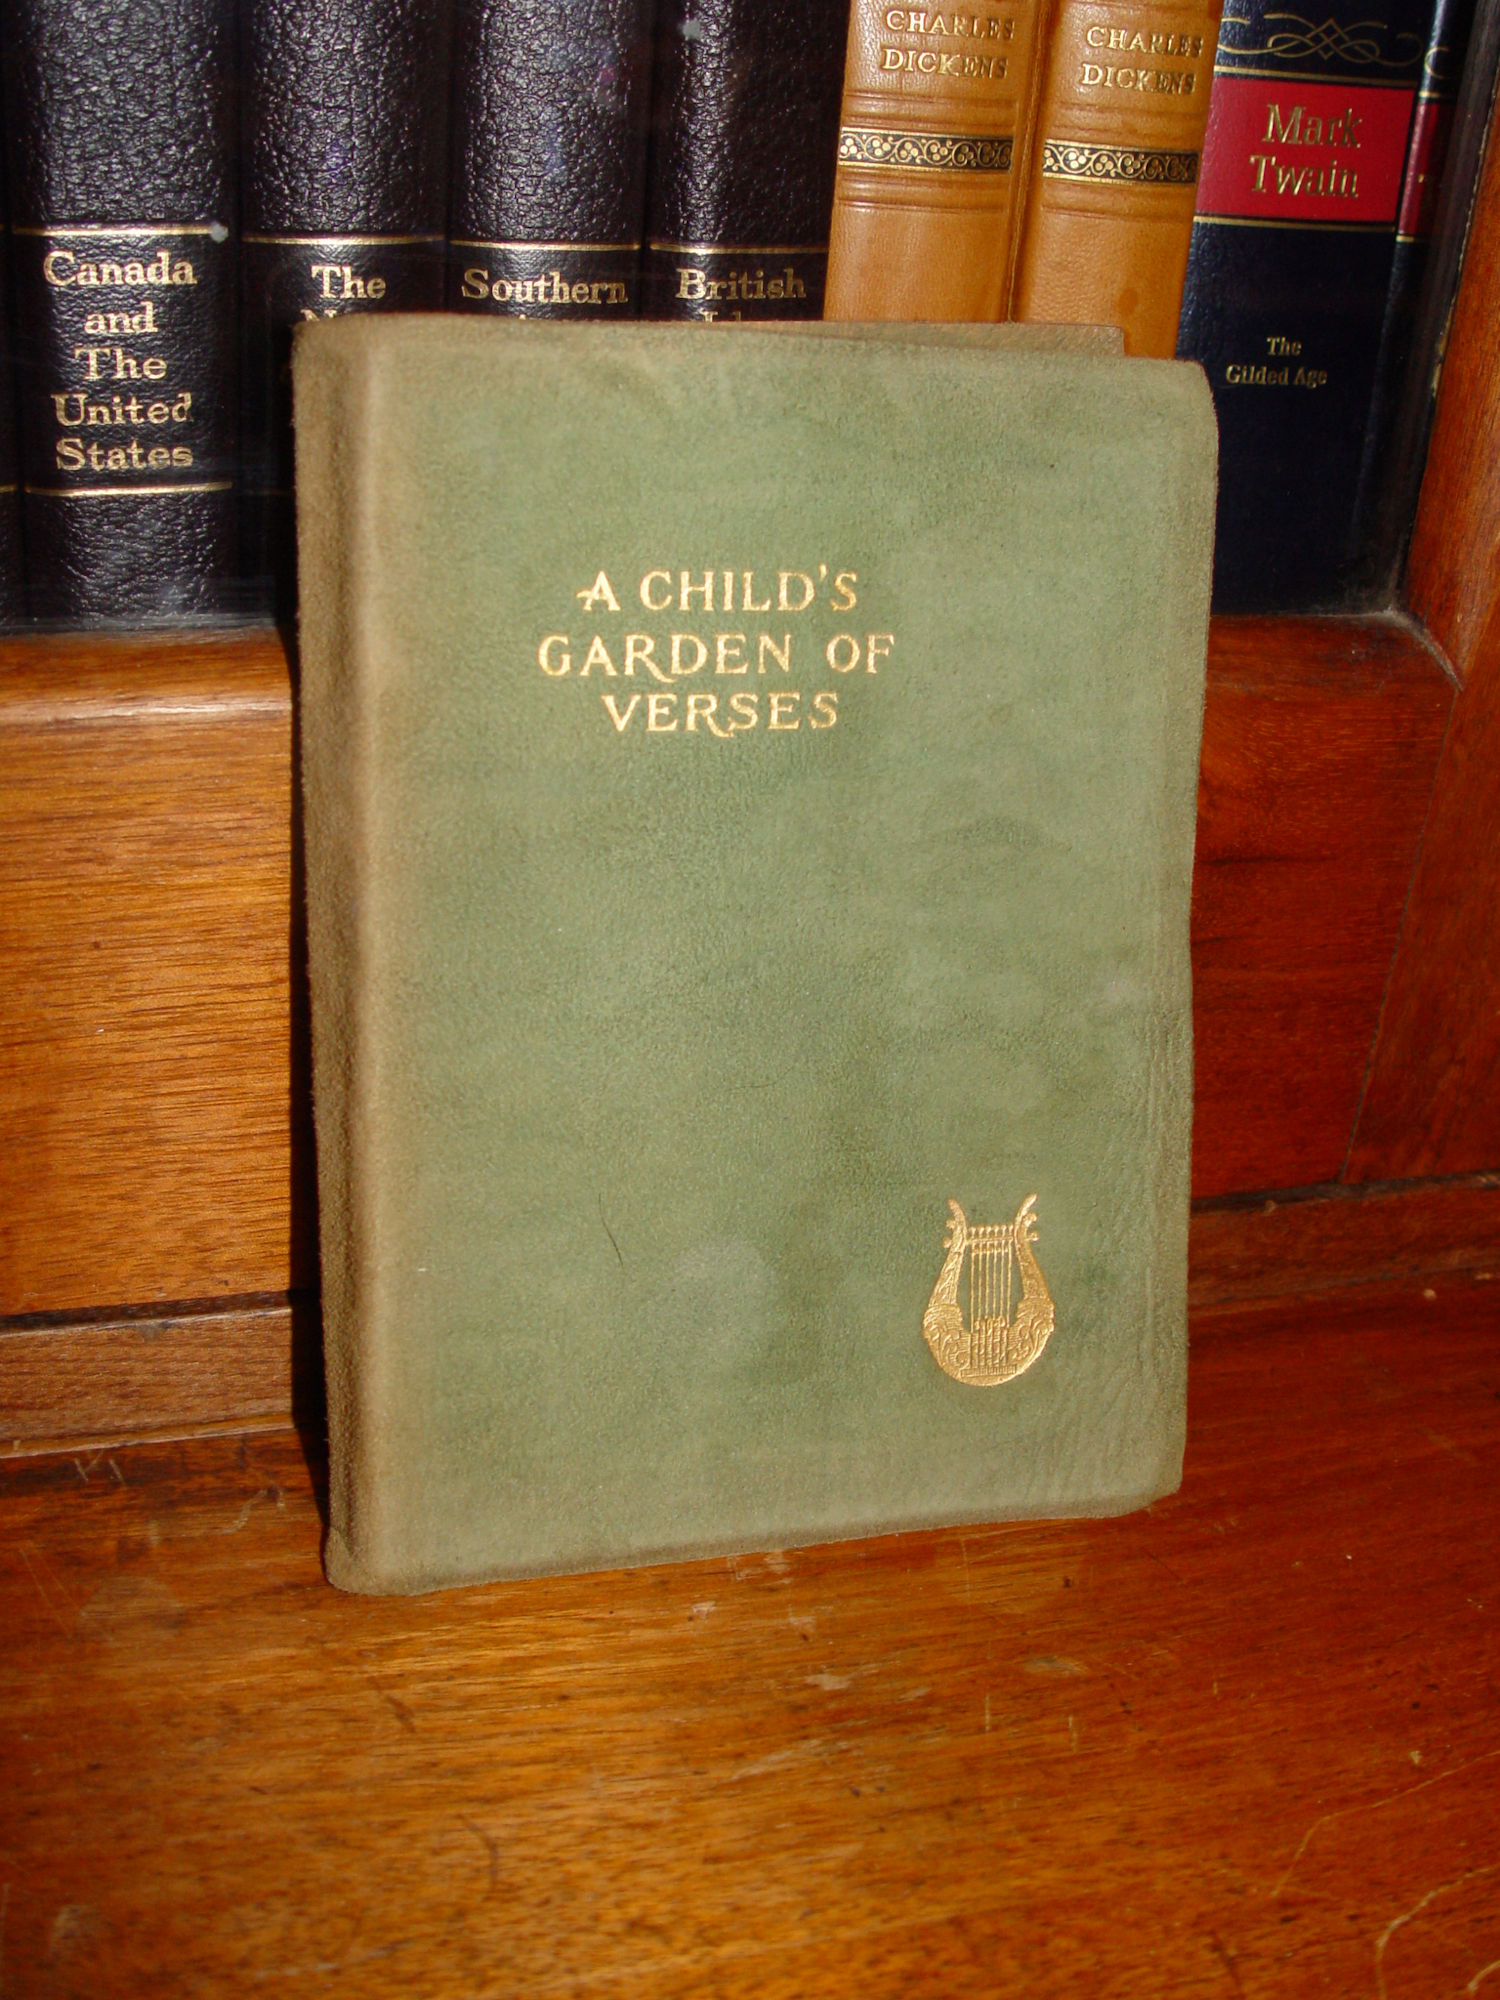 Canada
and
The
United
States
The
Southern
British
CHARLES
DICKENS
CHARLES
DICKENS
Mark
Twain
The
Gilded Age
A CHILD'S
GARDEN OF
VERSES